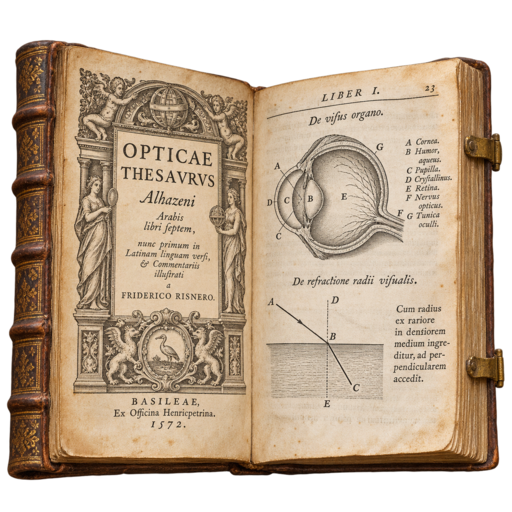 OPTICAE
THESAVRVS
Alhazeni
Arabis
libri ſeptem,
nunc primum in
Latinam linguam verſi,
& Commentariis
illuſtrati
a
FRIDERICO RISNERO.
BASILEAE,
Ex Officina Henricpetrina.
1572.
LIBER I. 23
De viſus organo.
A Cornea.
B Humor,
aqueus.
C Pupilla.
D Cryſtallinus.
E Retina.
F Nervus
opticus.
G Tunica
oculli.
A
G
D
C
B
E
F
C
De refractione radii viſualis.
A
D
B
C
E
Cum radius
ex rariore
in denſiorem
medium ingre-
ditur, ad per-
pendicularem
accedit.